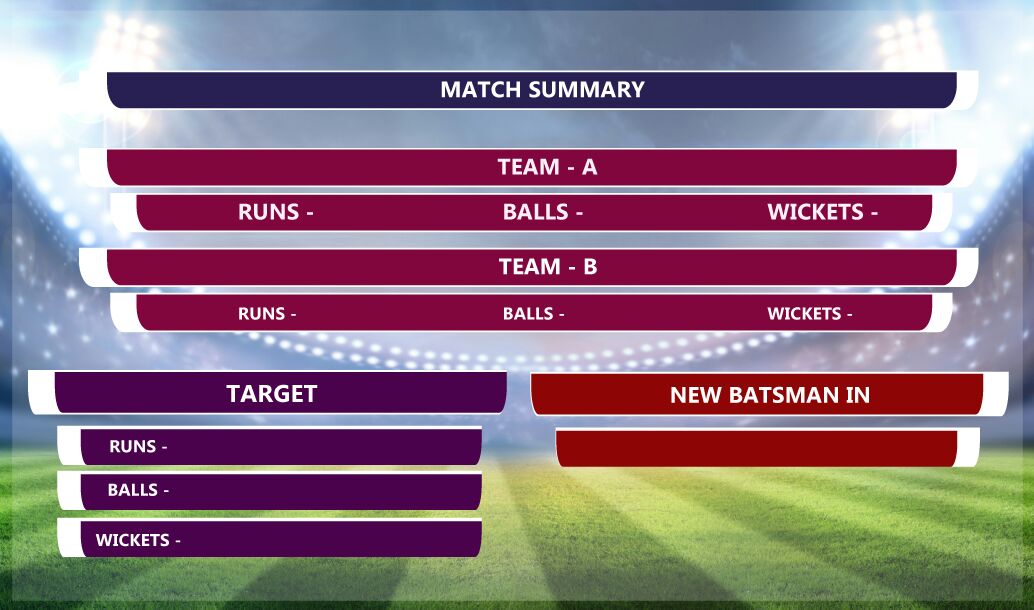 MATCH SUMMARY
TEAM - A
RUNS - BALLS - WICKETS -
TEAM - B
RUNS - BALLS - WICKETS -
TARGET
RUNS -
BALLS -
WICKETS -
NEW BATSMAN IN